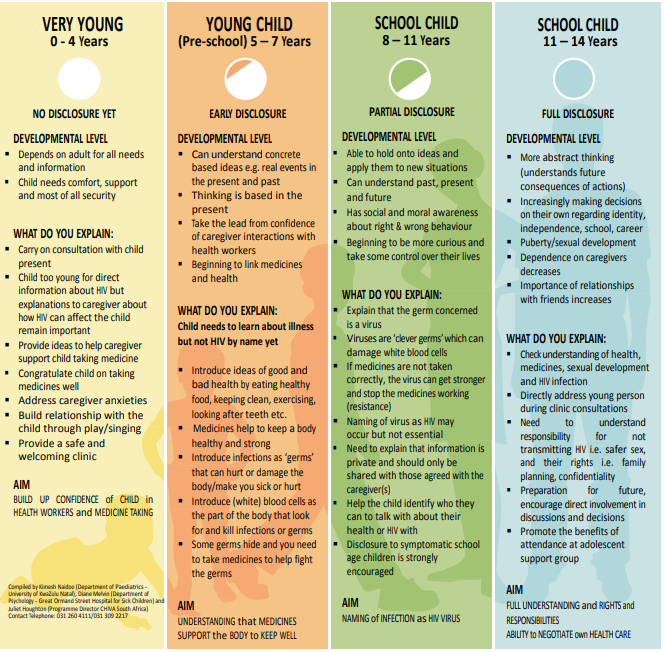 VERY YOUNG
0 - 4 Years
NO DISCLOSURE YET
DEVELOPMENTAL LEVEL
▪ Depends on adult for all needs
and information
▪ Child needs comfort, support
and most of all security
WHAT DO YOU EXPLAIN:
▪ Carry on consultation with child
present
▪ Child too young for direct
information about HIV but
explanations to caregiver about
how HIV can affect the child
remain important
▪ Provide ideas to help caregiver
support child taking medicine
▪ Congratulate child on taking
medicines well
▪ Address caregiver anxieties
▪ Build relationship with the
child through play/singing
▪ Provide a safe and
welcoming clinic
AIM
BUILD UP CONFIDENCE of CHILD in
HEALTH WORKERS and MEDICINE TAKING
Compiled by Kimesh Naidoo (Department of Paediatrics -
University of KwaZulu Natal), Diane Melvin (Department of
Psychology - Great Ormond Street Hospital for Sick Children) and
Juliet Houghton (Programme Director CHIVA South Africa)
Contact Telephone: 031 260 4111/031 309 2217
YOUNG CHILD
(Pre-school) 5 – 7 Years
EARLY DISCLOSURE
DEVELOPMENTAL LEVEL
▪ Can understand concrete
based ideas e.g. real events in
the present and past
▪ Thinking is based in the
present
▪ Take the lead from confidence
of caregiver interactions with
health workers
▪ Beginning to link medicines
and health
WHAT DO YOU EXPLAIN:
Child needs to learn about illness
but not HIV by name yet
▪ Introduce ideas of good and
bad health by eating healthy
food, keeping clean, exercising,
looking after teeth etc.
▪ Medicines help to keep a body
healthy and strong
▪ Introduce infections as 'germs'
that can hurt or damage the
body/make you sick or hurt
▪ Introduce (white) blood cells as
the part of the body that look
for and kill infections or germs
▪ Some germs hide and you need
to take medicines to help fight
the germs
AIM
UNDERSTANDING that MEDICINES
SUPPORT the BODY to KEEP WELL
SCHOOL CHILD
8 – 11 Years
PARTIAL DISCLOSURE
DEVELOPMENTAL LEVEL
▪ Able to hold onto ideas and
apply them to new situations
▪ Can understand past, present
and future
▪ Has social and moral awareness
about right & wrong behaviour
▪ Beginning to be more curious and
take some control over their lives
WHAT DO YOU EXPLAIN:
▪ Explain that the germ concerned
is a virus
▪ Viruses are 'clever germs' which can
damage white blood cells
▪ If medicines are not taken
correctly, the virus can get stronger
and stop the medicines working
(resistance)
▪ Naming of virus as HIV may
occur but not essential
▪ Need to explain that information is
private and should only be
shared with those agreed with the
caregiver(s)
▪ Help the child identify who they
can to talk with about their
health or HIV with
▪ Disclosure to symptomatic school
age children is strongly
encouraged
AIM
NAMING of INFECTION as HIV VIRUS
SCHOOL CHILD
11 – 14 Years
FULL DISCLOSURE
DEVELOPMENTAL LEVEL
▪ More abstract thinking
(understands future
consequences of actions)
▪ Increasingly making decisions
on their own regarding identity,
independence, school, career
▪ Puberty/sexual development
▪ Dependence on caregivers
decreases
▪ Importance of relationships
with friends increases
WHAT DO YOU EXPLAIN:
▪ Check understanding of health,
medicines, sexual development
and HIV infection
▪ Directly address young person
during clinic consultations
▪ Need to understand
responsibility for not
transmitting HIV i.e. safer sex,
and their rights i.e. family
planning, confidentiality
▪ Preparation for future,
encourage direct involvement in
discussions and decisions
▪ Promote the benefits of
attendance at adolescent
support group
AIM
FULL UNDERSTANDING and RIGHTS and
RESPONSIBILITIES
ABILITY to NEGOTIATE own HEALTH CARE